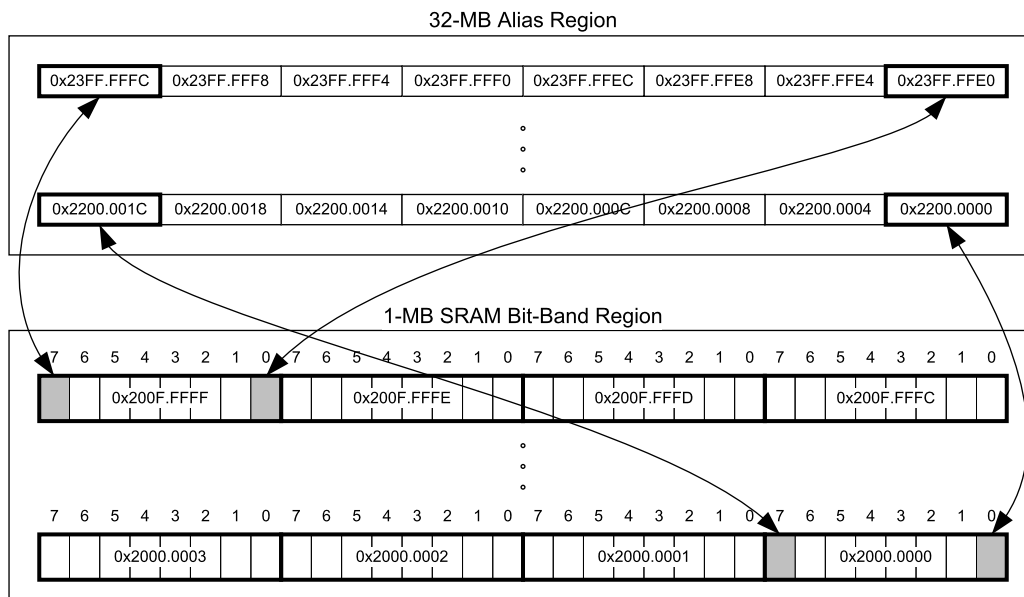 32-MB Alias Region
0x23FF.FFFC 0x23FF.FFF8 0x23FF.FFF4 0x23FF.FFF0 0x23FF.FFEC 0x23FF.FFE8 0x23FF.FFE4 0x23FF.FFE0
0x2200.001C 0x2200.0018 0x2200.0014 0x2200.0010 0x2200.000C 0x2200.0008 0x2200.0004 0x2200.0000
1-MB SRAM Bit-Band Region
7 6 5 4 3 2 1 0 7 6 5 4 3 2 1 0 7 6 5 4 3 2 1 0 7 6 5 4 3 2 1 0
0x200F.FFFF 0x200F.FFFE 0x200F.FFFD 0x200F.FFFC
7 6 5 4 3 2 1 0 7 6 5 4 3 2 1 0 7 6 5 4 3 2 1 0 7 6 5 4 3 2 1 0
0x2000.0003 0x2000.0002 0x2000.0001 0x2000.0000